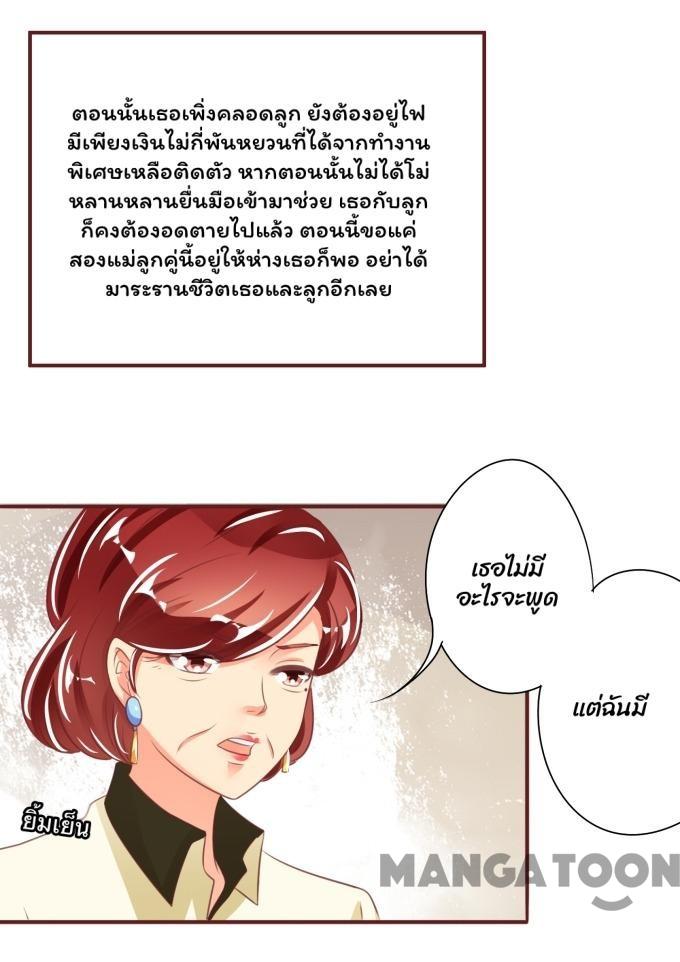 ตอนนั้นเธอเพิ่งคลอดลูก ยังต้องอยู่ไฟ
มีเพียงเงินไม่กี่พันหยวนที่ได้จากทำงาน
พิเศษเหลือติดตัว หากตอนนั้นไม่ได้โม่
หลานหลานยื่นมือเข้ามาช่วย เธอกับลูก
ก็คงต้องอดตายไปแล้ว ตอนนี้ขอแค่
สองแม่ลูกคู่นี้อยู่ให้ห่างเธอก็พอ อย่าได้
มาระรานชีวิตเธอและลูกอีกเลย
เธอไม่มี
อะไรจะพูด
แต่ฉันมี
ยิ้มเย็น
MANGATOON